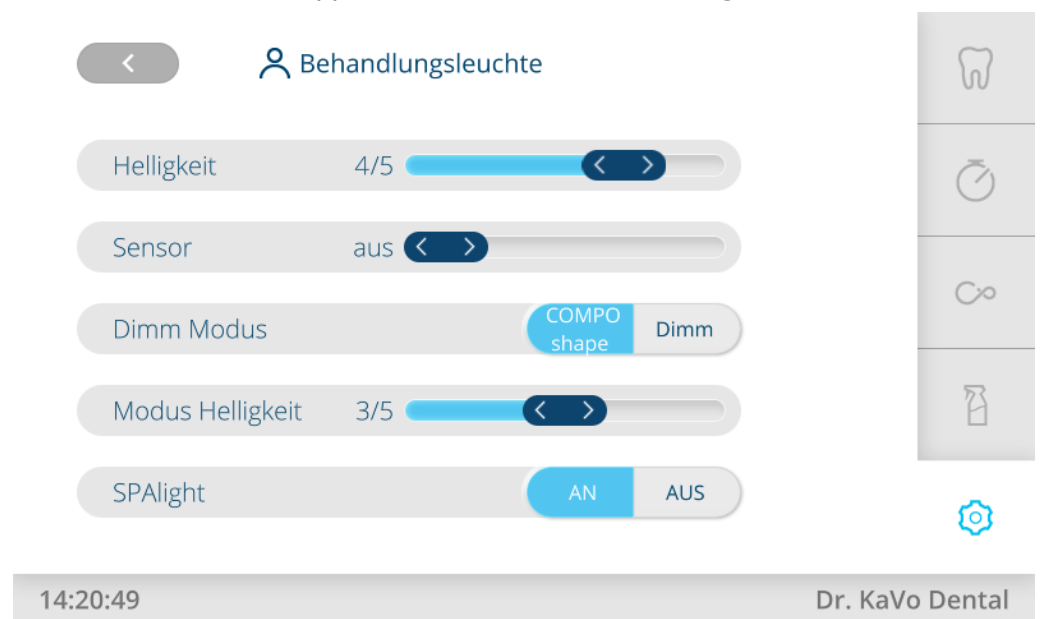 Behandlungsleuchte
Helligkeit 4/5
Sensor aus
Dimm Modus COMPO shape Dimm
Modus Helligkeit 3/5
SPAlight AN AUS
14:20:49 Dr. KaVo Dental